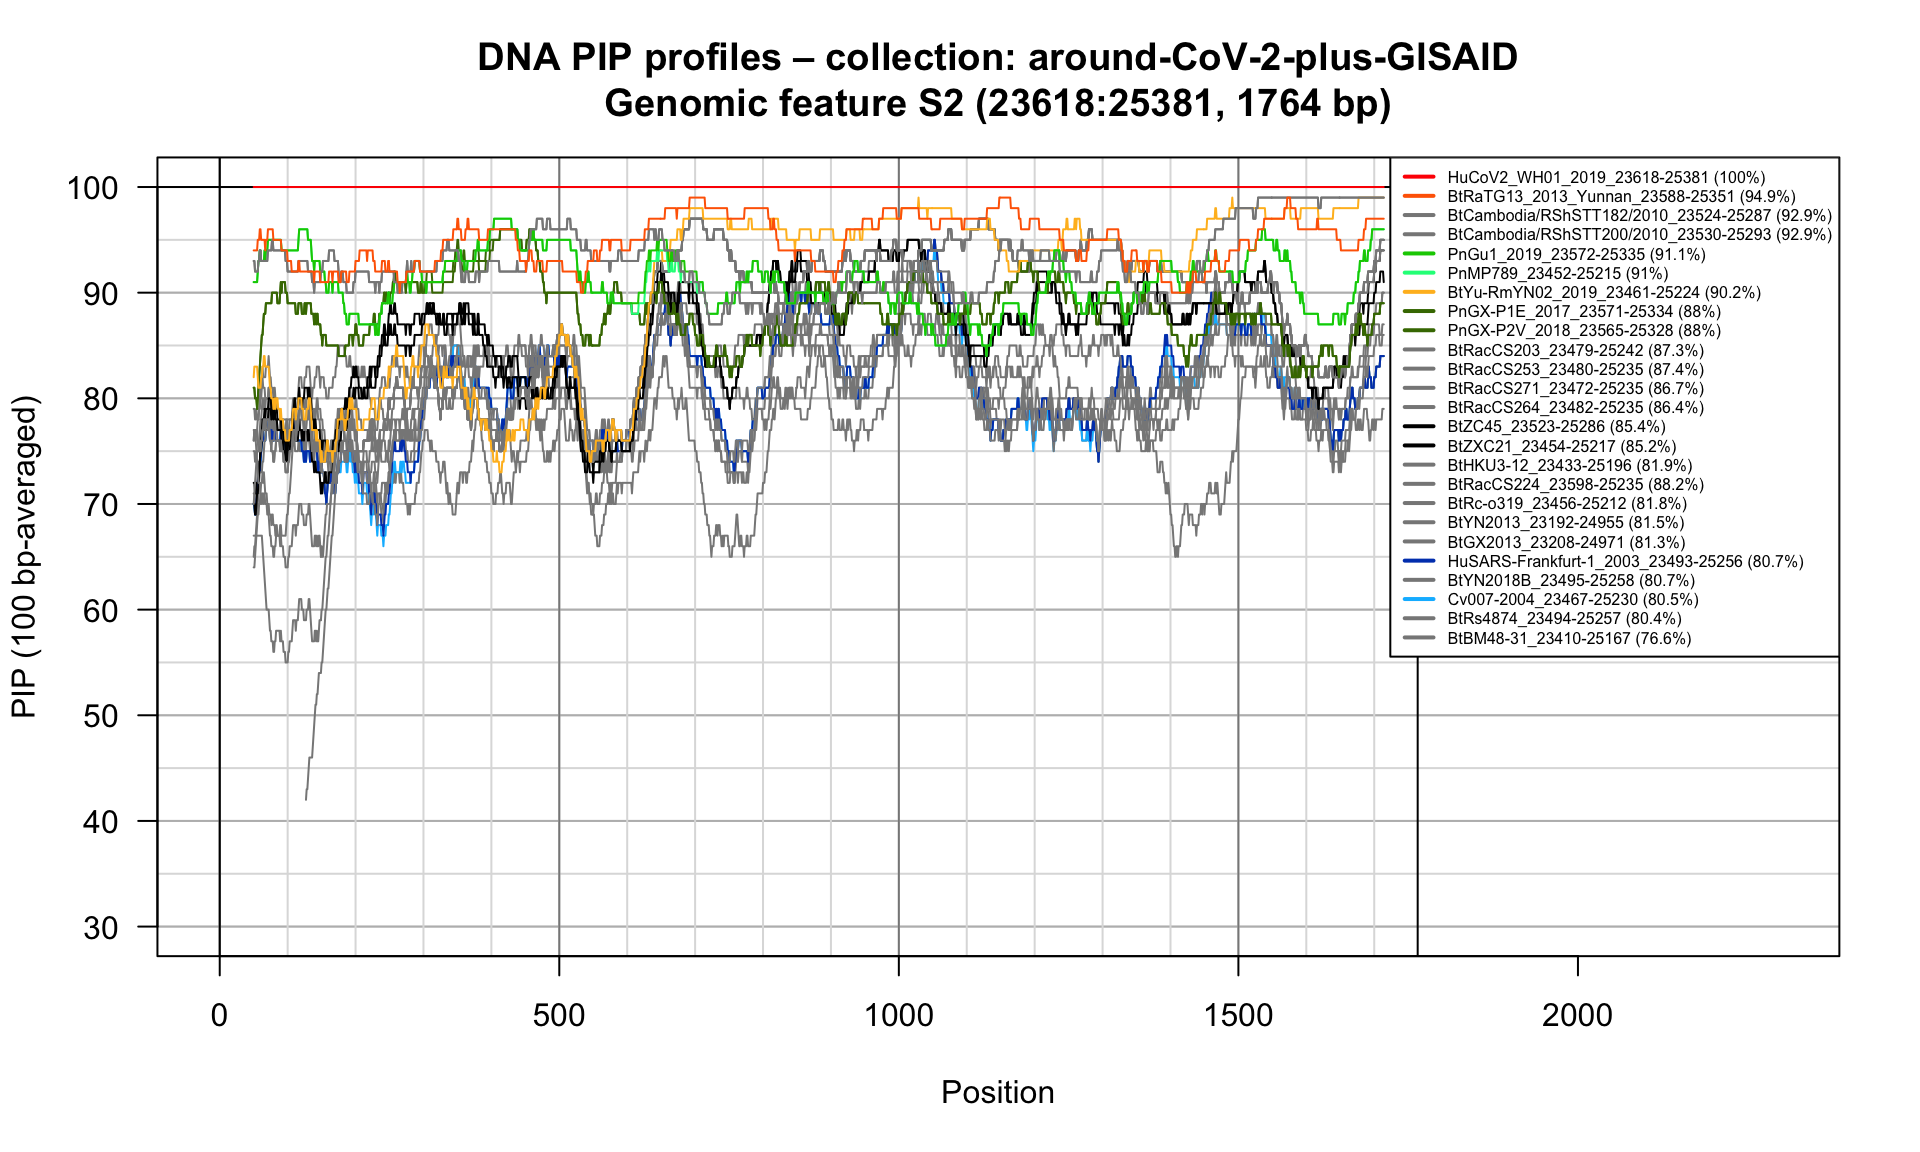 DNA PIP profiles – collection: around-CoV-2-plus-GISAID
Genomic feature S2 (23618:25381, 1764 bp)
PIP (100 bp-averaged)
100
90
80
70
60
50
40
30
HuCoV2_WH01_2019_23618-25381 (100%)
BtRaTG13_2013_Yunnan_23588-25351 (94.9%)
BtCambodia/RShSTT182/2010_23524-25287 (92.9%)
BtCambodia/RShSTT200/2010_23530-25293 (92.9%)
PnGu1_2019_23572-25335 (91.1%)
PnMP789_23452-25215 (91%)
BtYu-RmYN02_2019_23461-25224 (90.2%)
PnGX-P1E_2017_23571-25334 (88%)
PnGX-P2V_2018_23565-25328 (88%)
BtRacCS203_23479-25242 (87.3%)
BtRacCS253_23480-25235 (87.4%)
BtRacCS271_23472-25235 (86.7%)
BtRacCS264_23482-25235 (86.4%)
BtZC45_23523-25286 (85.4%)
BtZXC21_23454-25217 (85.2%)
BtHKU3-12_23433-25196 (81.9%)
BtRacCS224_23598-25235 (88.2%)
BtRc-o319_23456-25212 (81.8%)
BtYN2013_23192-24955 (81.5%)
BtGX2013_23208-24971 (81.3%)
HuSARS-Frankfurt-1_2003_23493-25256 (80.7%)
BtYN2018B_23495-25258 (80.7%)
Cv007-2004_23467-25230 (80.5%)
BtRs4874_23494-25257 (80.4%)
BtBM48-31_23410-25167 (76.6%)
0
500
1000
1500
2000
Position